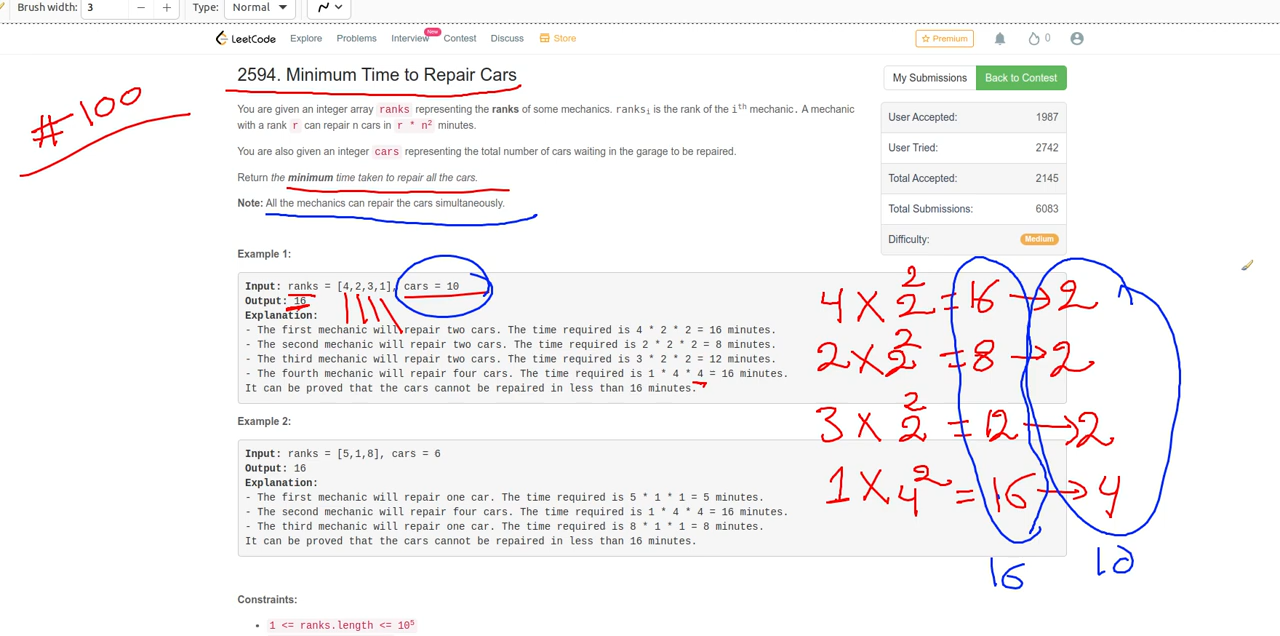 Brush width: 3 − + Type: Normal
LeetCode Explore Problems Interview New Contest Discuss Store Premium 0
2594. Minimum Time to Repair Cars
My Submissions Back to Contest
#100
You are given an integer array ranks representing the ranks of some mechanics. ranksi is the rank of the ith mechanic. A mechanic
with a rank r can repair n cars in r * n² minutes.
You are also given an integer cars representing the total number of cars waiting in the garage to be repaired.
Return the minimum time taken to repair all the cars.
Note: All the mechanics can repair the cars simultaneously.
User Accepted: 1987
User Tried: 2742
Total Accepted: 2145
Total Submissions: 6083
Difficulty: Medium
Example 1:
Input: ranks = [4,2,3,1], cars = 10
Output: 16
Explanation:
- The first mechanic will repair two cars. The time required is 4 * 2 * 2 = 16 minutes.
- The second mechanic will repair two cars. The time required is 2 * 2 * 2 = 8 minutes.
- The third mechanic will repair two cars. The time required is 3 * 2 * 2 = 12 minutes.
- The fourth mechanic will repair four cars. The time required is 1 * 4 * 4 = 16 minutes.
It can be proved that the cars cannot be repaired in less than 16 minutes.
4 × 2² = 16 → 2
2 × 2² = 8 → 2
3 × 2² = 12 → 2
1 × 4² = 16 → 4
16 10
Example 2:
Input: ranks = [5,1,8], cars = 6
Output: 16
Explanation:
- The first mechanic will repair one car. The time required is 5 * 1 * 1 = 5 minutes.
- The second mechanic will repair four cars. The time required is 1 * 4 * 4 = 16 minutes.
- The third mechanic will repair one car. The time required is 8 * 1 * 1 = 8 minutes.
It can be proved that the cars cannot be repaired in less than 16 minutes.
Constraints:
• 1 <= ranks.length <= 10⁵